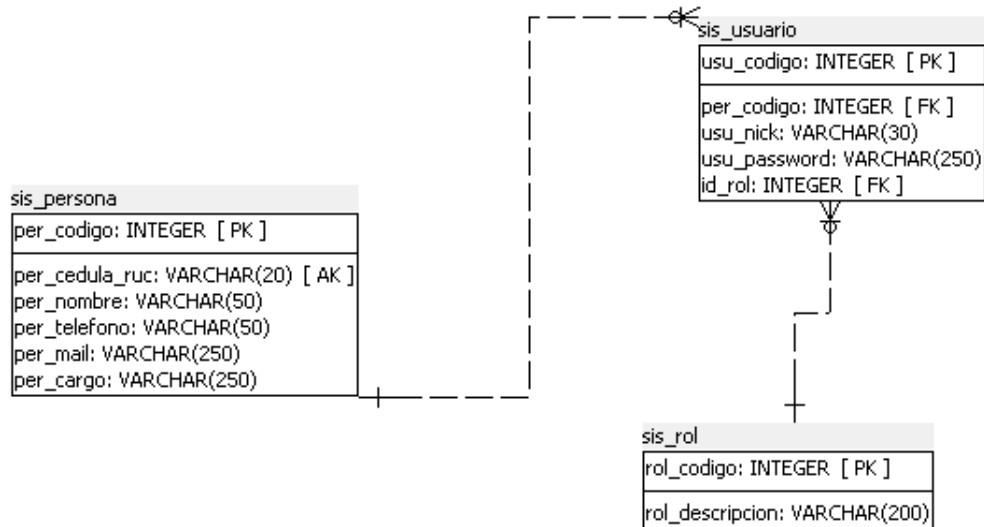 sis_usuario
usu_codigo: INTEGER [ PK ]
per_codigo: INTEGER [ FK ]
usu_nick: VARCHAR(30)
usu_password: VARCHAR(250)
id_rol: INTEGER [ FK ]
sis_persona
per_codigo: INTEGER [ PK ]
per_cedula_ruc: VARCHAR(20) [ AK ]
per_nombre: VARCHAR(50)
per_telefono: VARCHAR(50)
per_mail: VARCHAR(250)
per_cargo: VARCHAR(250)
sis_rol
rol_codigo: INTEGER [ PK ]
rol_descripcion: VARCHAR(200)